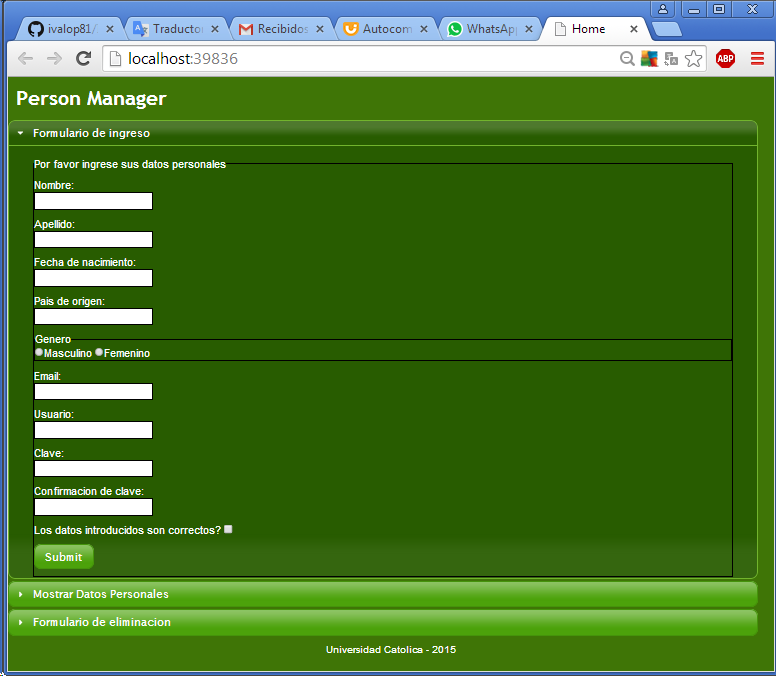 ivalop81/
Traducto
Recibidos
Autocom
WhatsAp
Home
localhost:39836
ABP
Person Manager
Formulario de ingreso
Por favor ingrese sus datos personales
Nombre:
Apellido:
Fecha de nacimiento:
Pais de origen:
Genero
Masculino Femenino
Email:
Usuario:
Clave:
Confirmacion de clave:
Los datos introducidos son correctos?
Submit
Mostrar Datos Personales
Formulario de eliminacion
Universidad Catolica - 2015